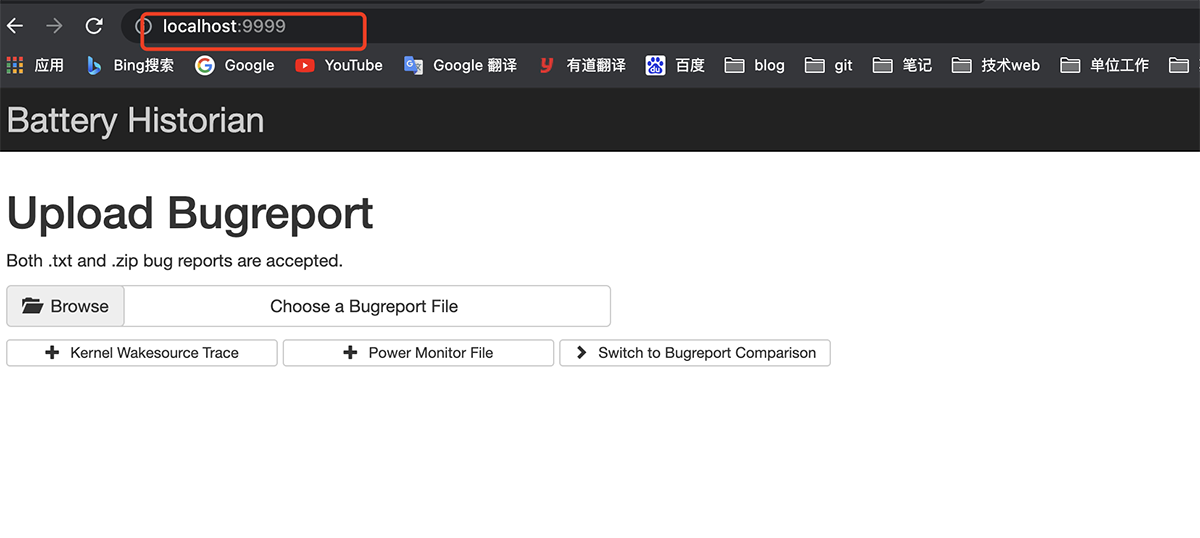 localhost:9999
应用 Bing搜索 Google YouTube Google 翻译 有道翻译 百度 blog git 笔记 技术web 单位工作
Battery Historian
Upload Bugreport
Both .txt and .zip bug reports are accepted.
Browse Choose a Bugreport File
Kernel Wakesource Trace Power Monitor File Switch to Bugreport Comparison